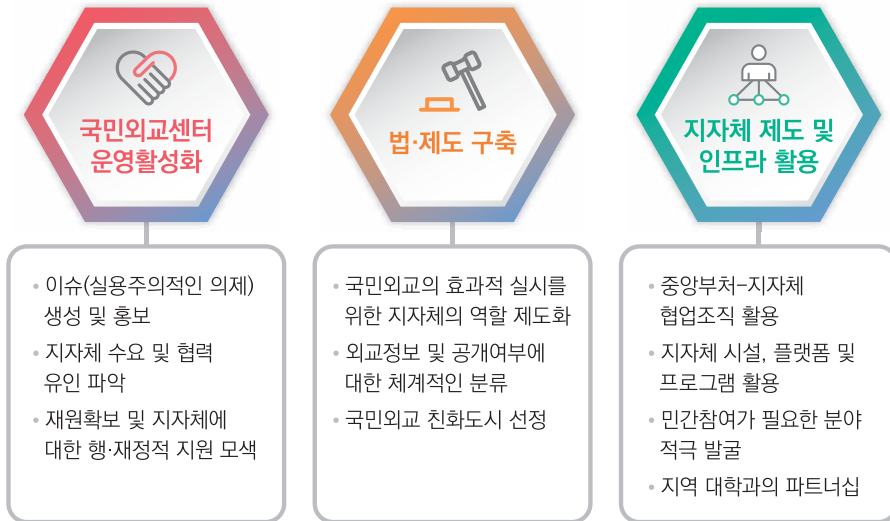 국민외교센터
운영활성화
• 이슈(실용주의적인 의제)
생성 및 홍보
• 지자체 수요 및 협력
유인 파악
• 재원확보 및 지자체에
대한 행·재정적 지원 모색
법·제도 구축
• 국민외교의 효과적 실시를
위한 지자체의 역할 제도화
• 외교정보 및 공개여부에
대한 체계적인 분류
• 국민외교 친화도시 선정
지자체 제도 및
인프라 활용
• 중앙부처–지자체
협업조직 활용
• 지자체 시설, 플랫폼 및
프로그램 활용
• 민간참여가 필요한 분야
적극 발굴
• 지역 대학과의 파트너십